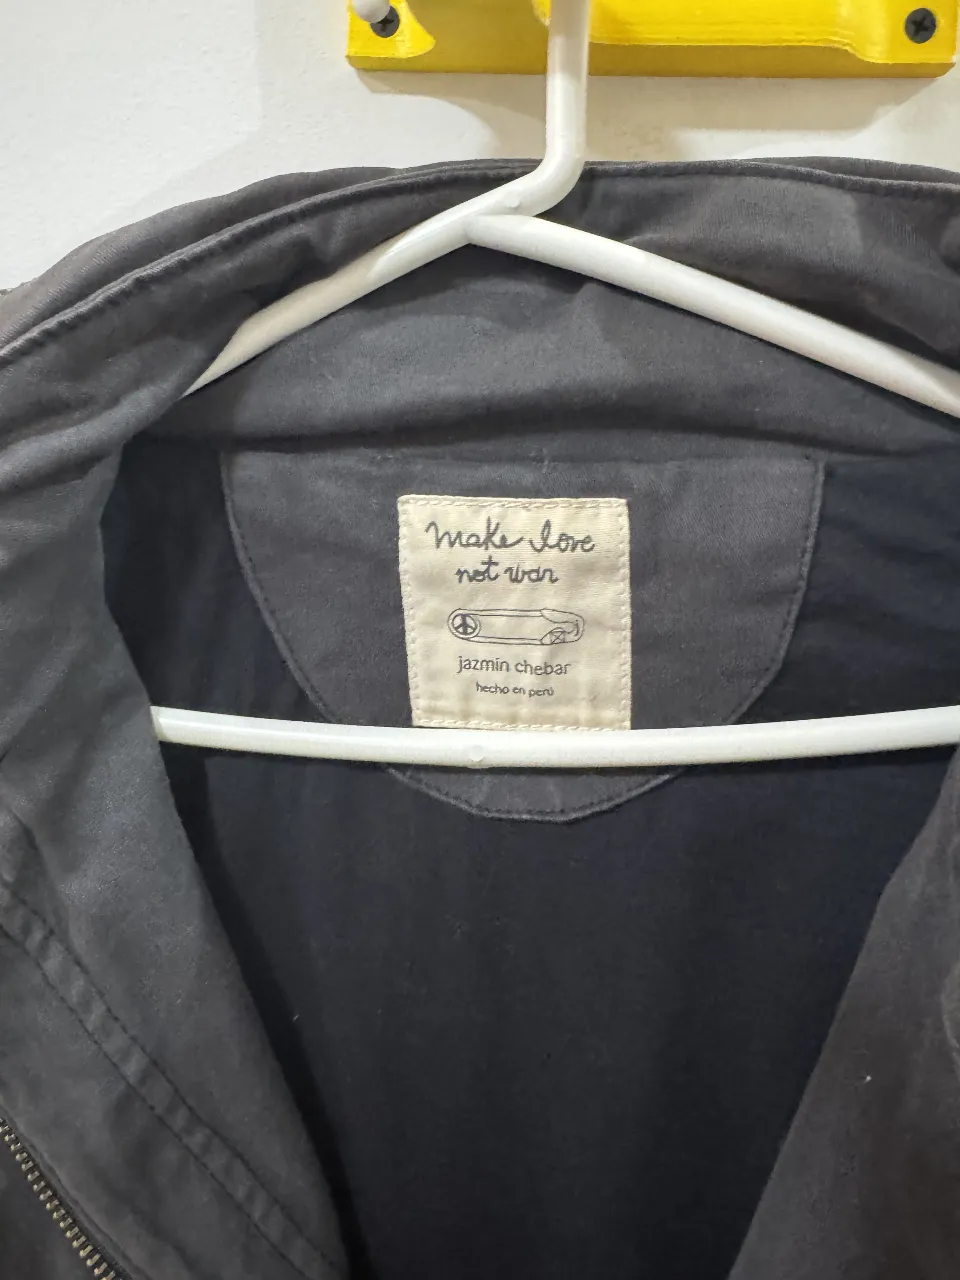 make love
not war
jazmin chebar
hecho en perú